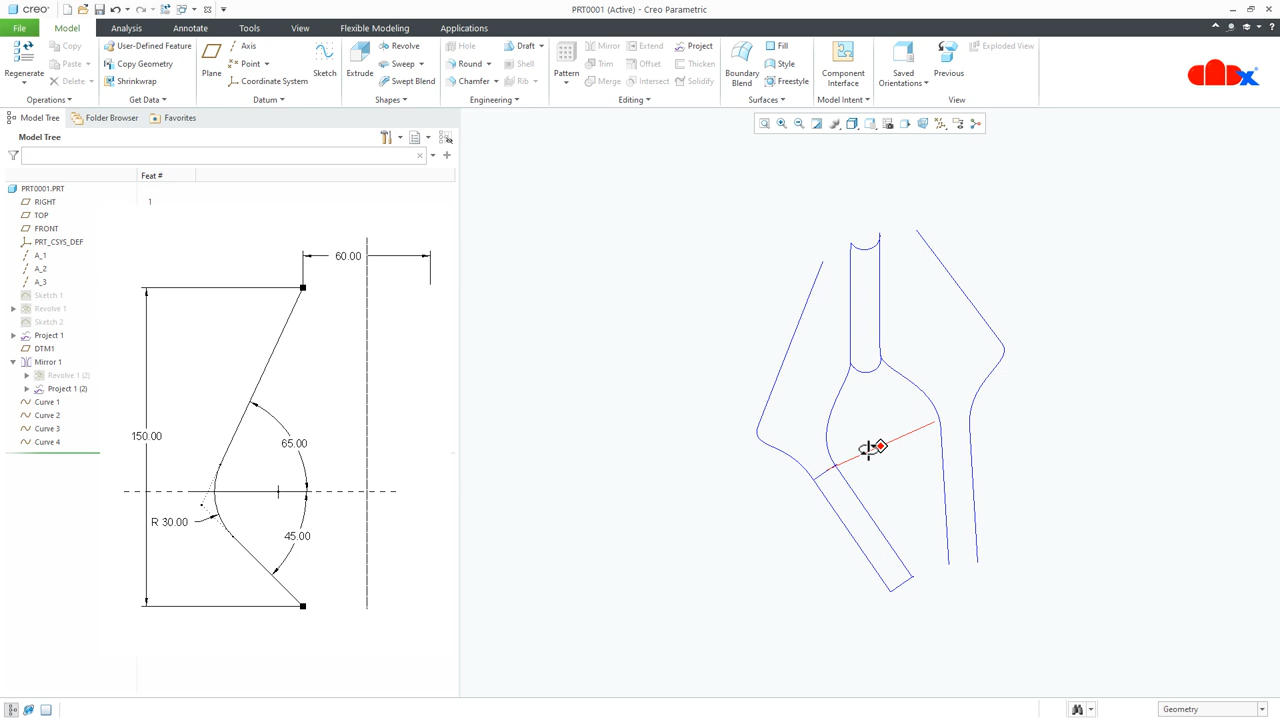 creo
PRT0001 (Active) - Creo Parametric
File Model Analysis Annotate Tools View Flexible Modeling Applications
Regenerate Copy Paste Delete User-Defined Feature Copy Geometry Shrinkwrap Plane Axis Point Coordinate System Sketch Extrude Revolve Sweep Swept Blend Hole Round Chamfer Draft Shell Rib Pattern Mirror Trim Merge Extend Offset Intersect Project Thicken Solidify Boundary Blend Fill Style Freestyle Component Interface Saved Orientations Previous Exploded View
Operations Get Data Datum Shapes Engineering Editing Surfaces Model Intent View
Model Tree Folder Browser Favorites
Model Tree
Feat #
PRT0001.PRT
RIGHT 1
TOP
FRONT
PRT_CSYS_DEF
A_1
A_2
A_3
Sketch 1
Revolve 1
Sketch 2
Project 1
DTM1
Mirror 1
Revolve 1 (2)
Project 1 (2)
Curve 1
Curve 2
Curve 3
Curve 4
60.00
150.00
65.00
R 30.00
45.00
Geometry